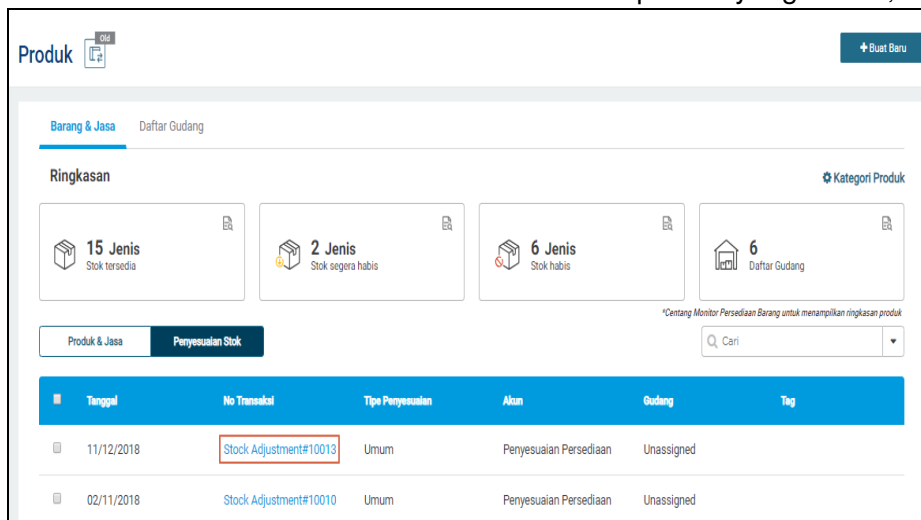 Produk Old
+ Buat Baru
Barang & Jasa Daftar Gudang
Ringkasan
Kategori Produk
15 Jenis
Stok tersedia
2 Jenis
Stok segera habis
6 Jenis
Stok habis
6
Daftar Gudang
*Centang Monitor Persediaan Barang untuk menampilkan ringkasan produk
Produk & Jasa Penyesuaian Stok
Cari
Tanggal No Transaksi Tipe Penyesuaian Akun Gudang Tag
11/12/2018 Stock Adjustment#10013 Umum Penyesuaian Persediaan Unassigned
02/11/2018 Stock Adjustment#10010 Umum Penyesuaian Persediaan Unassigned